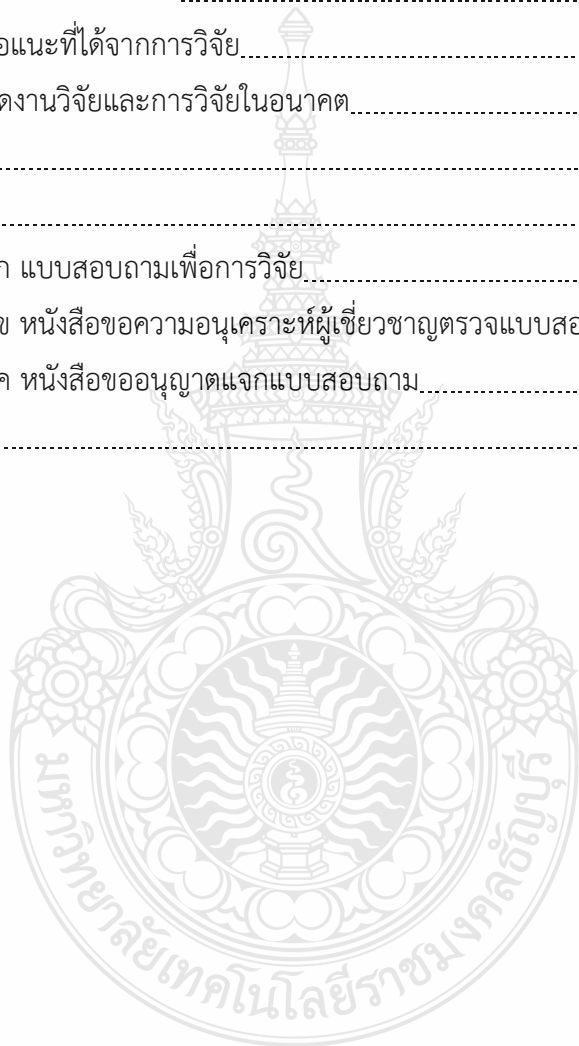 อแนะที่ได้จากการวิจัย
ดงานวิจัยและการวิจัยในอนาคต
ก แบบสอบถามเพื่อการวิจัย
ข หนังสือขอความอนุเคราะห์ผู้เชี่ยวชาญตรวจแบบสอ
ค หนังสือขออนุญาตแจกแบบสอบถาม
มหาวิทยาลัยเทคโนโลยีราชมงคลธัญบุรี